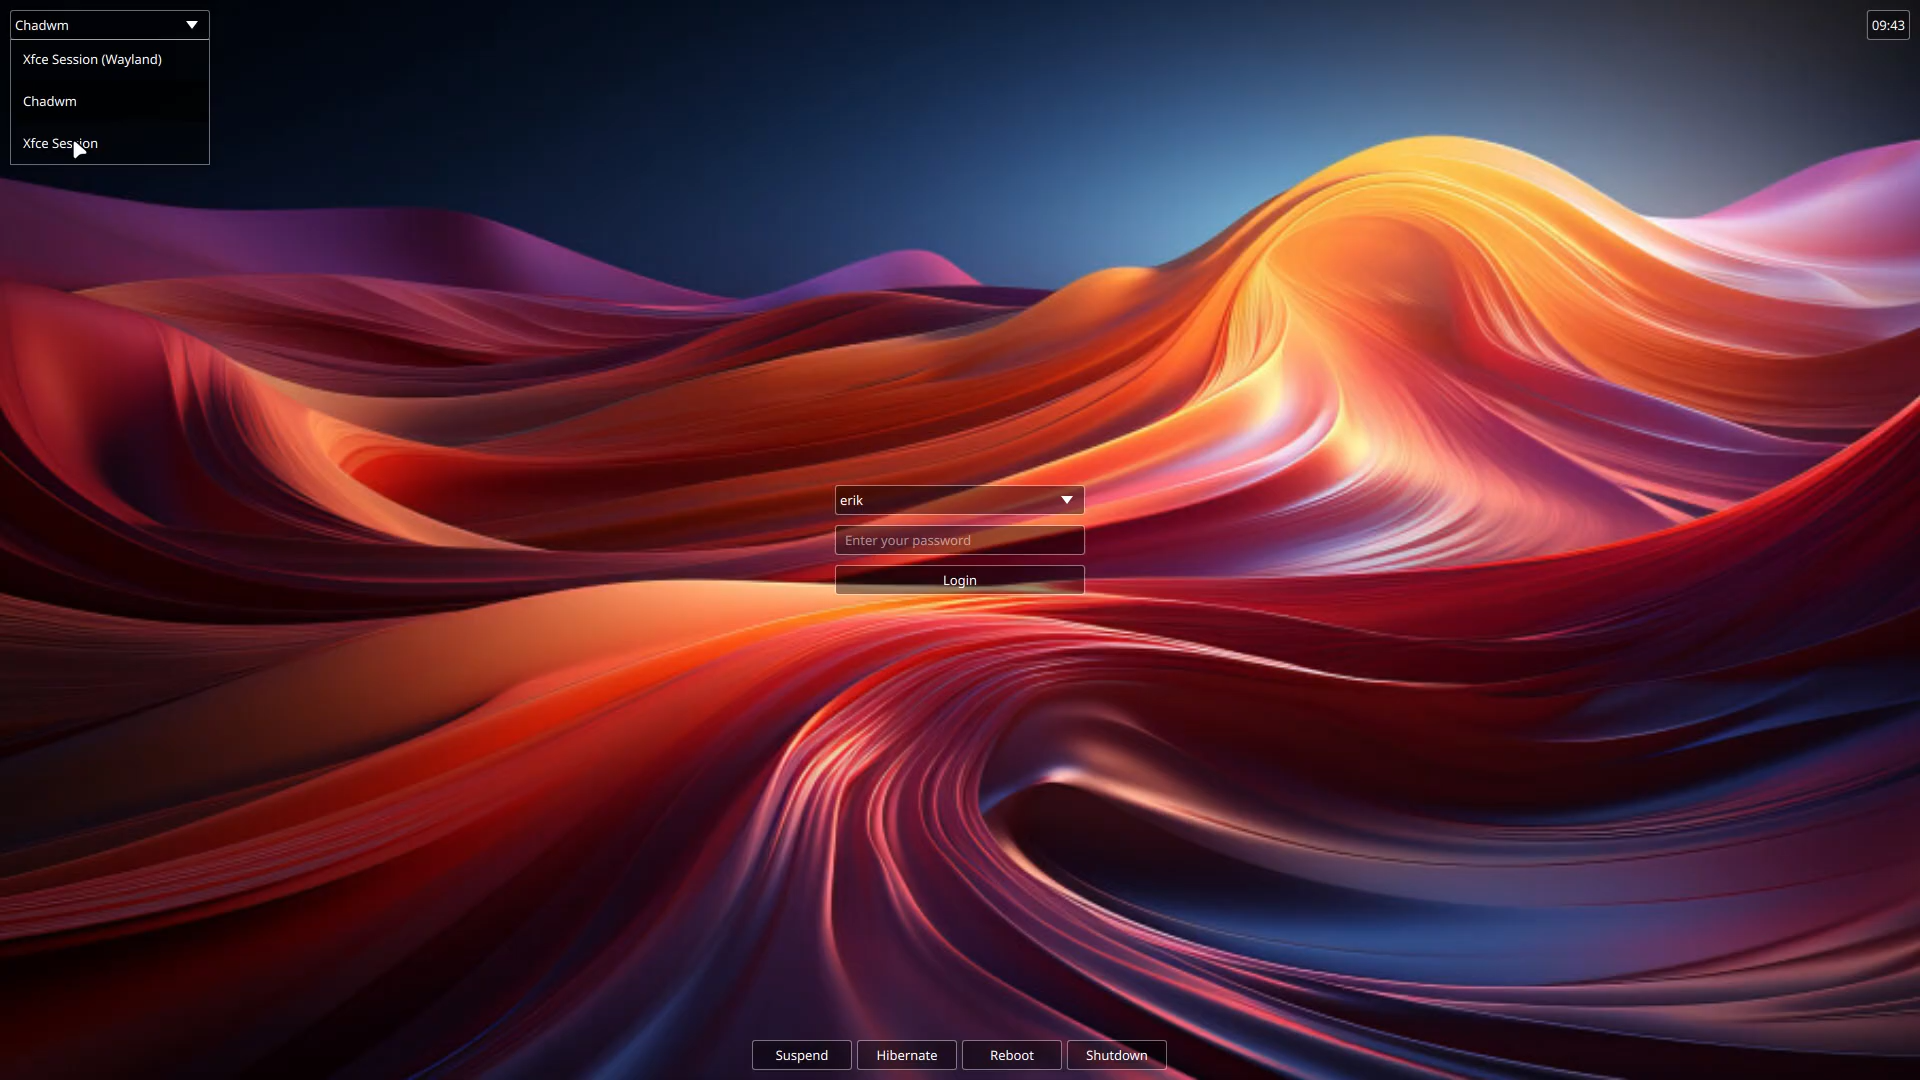 Chadwm
09:43
Xfce Session (Wayland)
Chadwm
Xfce Session
erik
Enter your password
Login
Suspend
Hibernate
Reboot
Shutdown